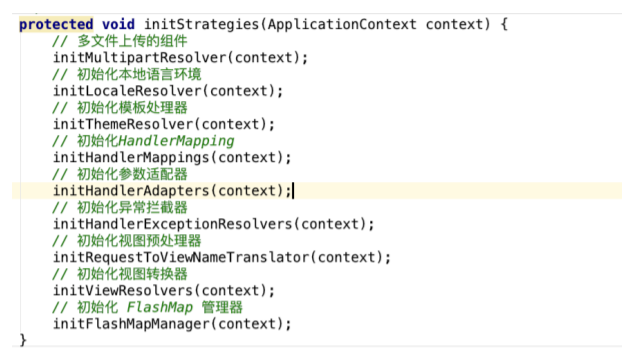 protected void initStrategies(ApplicationContext context) {
// 多文件上传的组件
initMultipartResolver(context);
// 初始化本地语言环境
initLocaleResolver(context);
// 初始化模板处理器
initThemeResolver(context);
// 初始化HandlerMapping
initHandlerMappings(context);
// 初始化参数适配器
initHandlerAdapters(context);
// 初始化异常拦截器
initHandlerExceptionResolvers(context);
// 初始化视图预处理器
initRequestToViewNameTranslator(context);
// 初始化视图转换器
initViewResolvers(context);
// 初始化 FlashMap 管理器
initFlashMapManager(context);
}